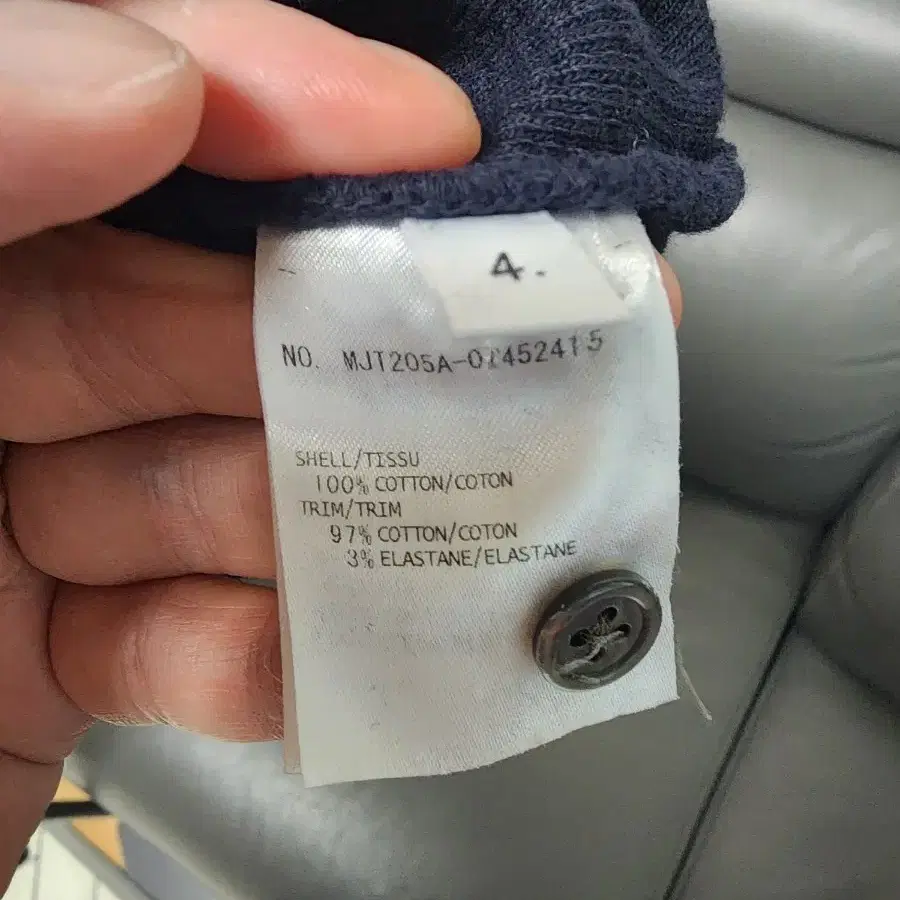 4.
NO. MJT205A-07452415
SHELL/TISSU
100% COTTON/COTON
TRIM/TRIM
97% COTTON/COTON
3% ELASTANE/ELASTANE